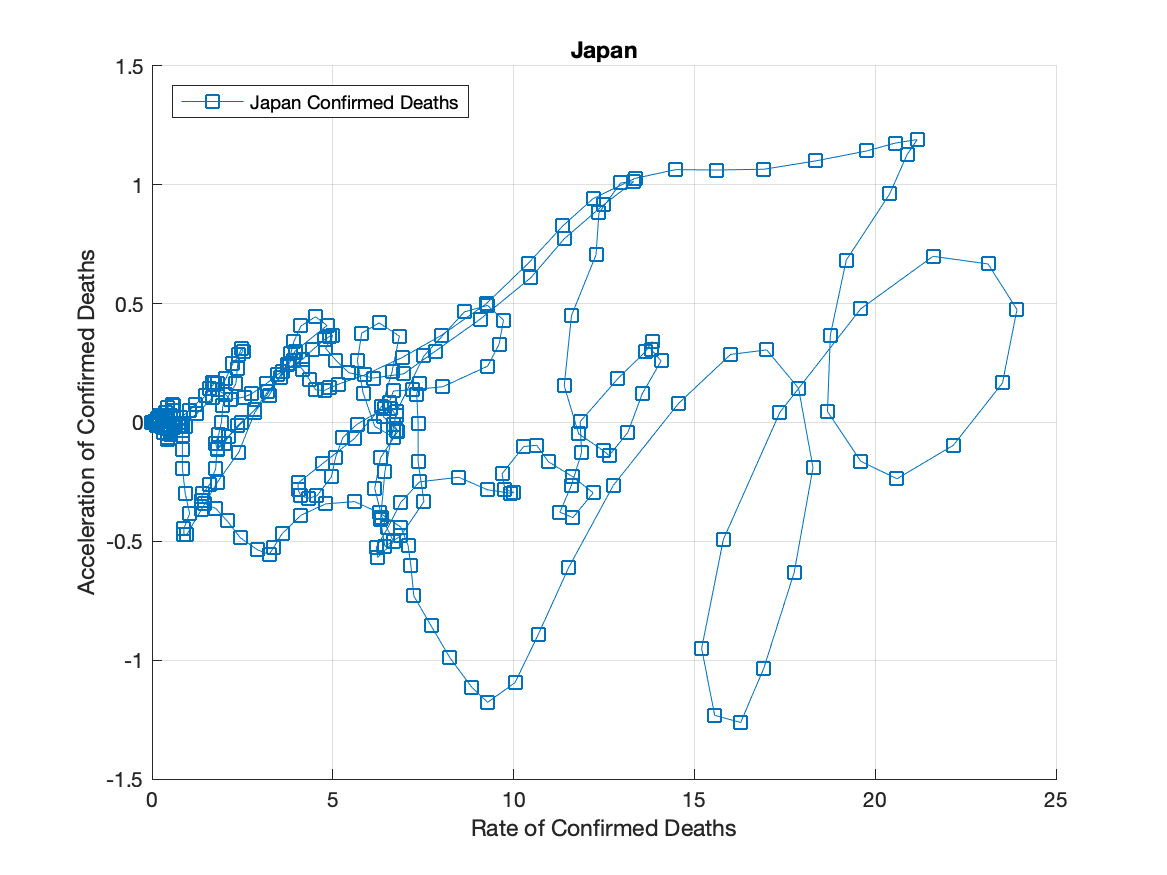 Japan
1.5
Japan Confirmed Deaths
1
0.5
0
-0.5
-1
-1.5
Acceleration of Confirmed Deaths
0 5 10 15 20 25
Rate of Confirmed Deaths